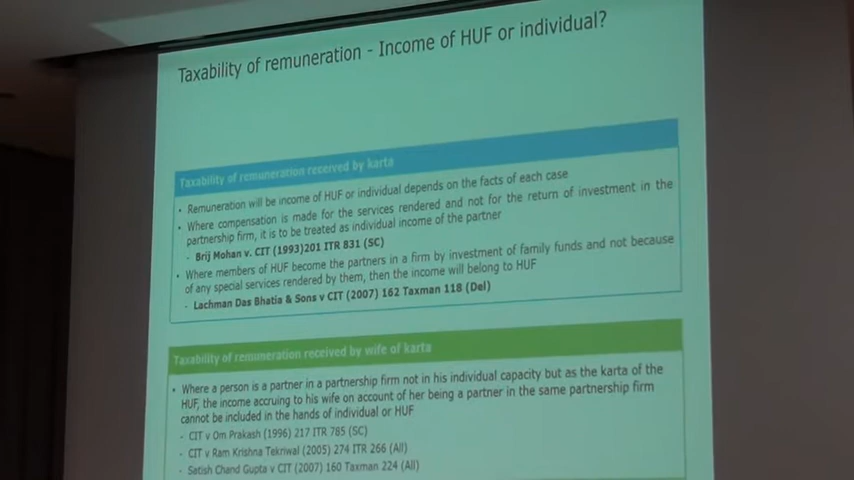 Taxability of remuneration - Income of HUF or individual?
Taxability of remuneration received by karta
• Remuneration will be income of HUF or individual depends on the facts of each case
• Where compensation is made for the services rendered and not for the return of investment in the
partnership firm, it is to be treated as individual income of the partner
- Brij Mohan v. CIT (1993)201 ITR 831 (SC)
• Where members of HUF become the partners in a firm by investment of family funds and not because
of any special services rendered by them, then the income will belong to HUF
- Lachman Das Bhatia & Sons v CIT (2007) 162 Taxman 118 (Del)
Taxability of remuneration received by wife of karta
• Where a person is a partner in a partnership firm not in his individual capacity but as the karta of the
HUF, the income accruing to his wife on account of her being a partner in the same partnership firm
cannot be included in the hands of individual or HUF
- CIT v Om Prakash (1996) 217 ITR 785 (SC)
- CIT v Ram Krishna Tekriwal (2005) 274 ITR 266 (All)
- Satish Chand Gupta v CIT (2007) 160 Taxman 224 (All)